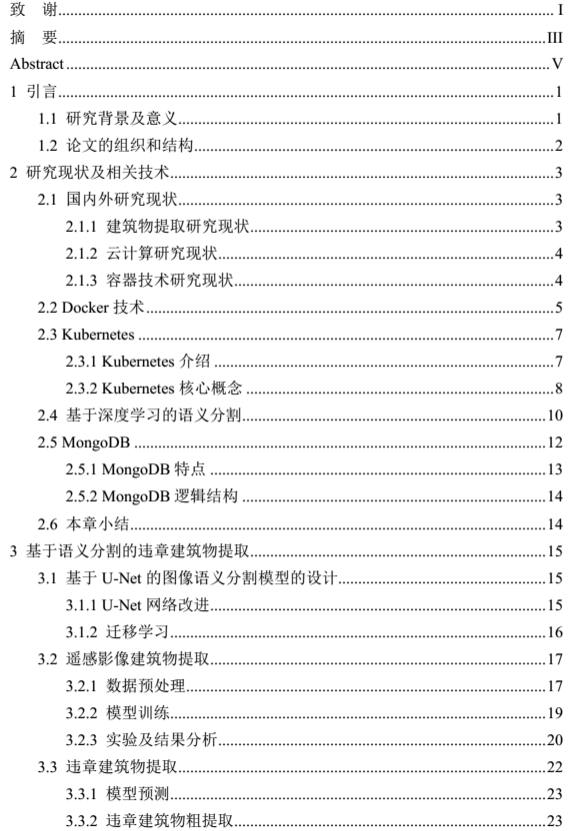 致 谢 I
摘 要 III
Abstract V
1 引言 1
1.1 研究背景及意义 1
1.2 论文的组织和结构 2
2 研究现状及相关技术 3
2.1 国内外研究现状 3
2.1.1 建筑物提取研究现状 3
2.1.2 云计算研究现状 4
2.1.3 容器技术研究现状 4
2.2 Docker 技术 5
2.3 Kubernetes 7
2.3.1 Kubernetes 介绍 7
2.3.2 Kubernetes 核心概念 8
2.4 基于深度学习的语义分割 10
2.5 MongoDB 12
2.5.1 MongoDB 特点 13
2.5.2 MongoDB 逻辑结构 14
2.6 本章小结 14
3 基于语义分割的违章建筑物提取 15
3.1 基于 U-Net 的图像语义分割模型的设计 15
3.1.1 U-Net 网络改进 15
3.1.2 迁移学习 16
3.2 遥感影像建筑物提取 17
3.2.1 数据预处理 17
3.2.2 模型训练 19
3.2.3 实验及结果分析 20
3.3 违章建筑物提取 22
3.3.1 模型预测 23
3.3.2 违章建筑物粗提取 23